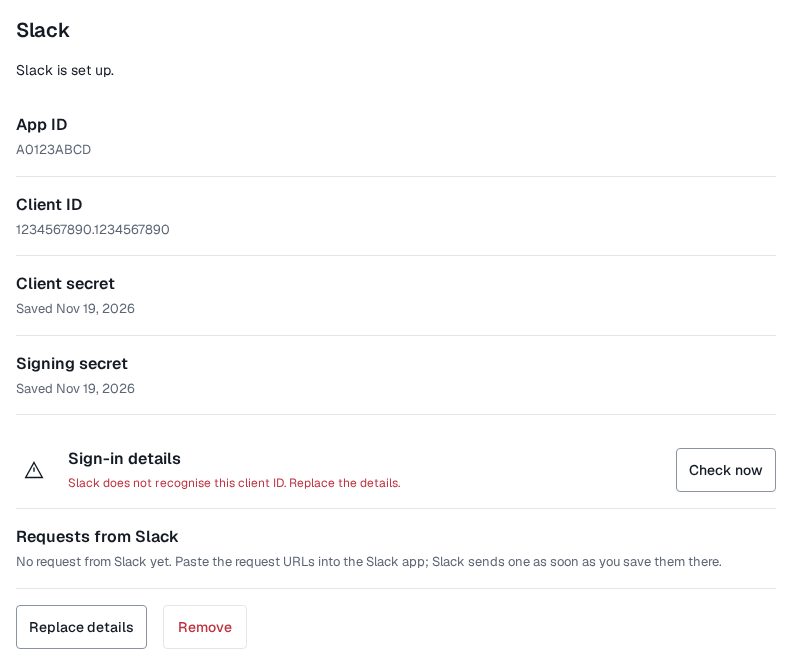 Slack
Slack is set up.
App ID
A0123ABCD
Client ID
1234567890.1234567890
Client secret
Saved Nov 19, 2026
Signing secret
Saved Nov 19, 2026
Sign-in details
Slack does not recognise this client ID. Replace the details.
Check now
Requests from Slack
No request from Slack yet. Paste the request URLs into the Slack app; Slack sends one as soon as you save them there.
Replace details
Remove